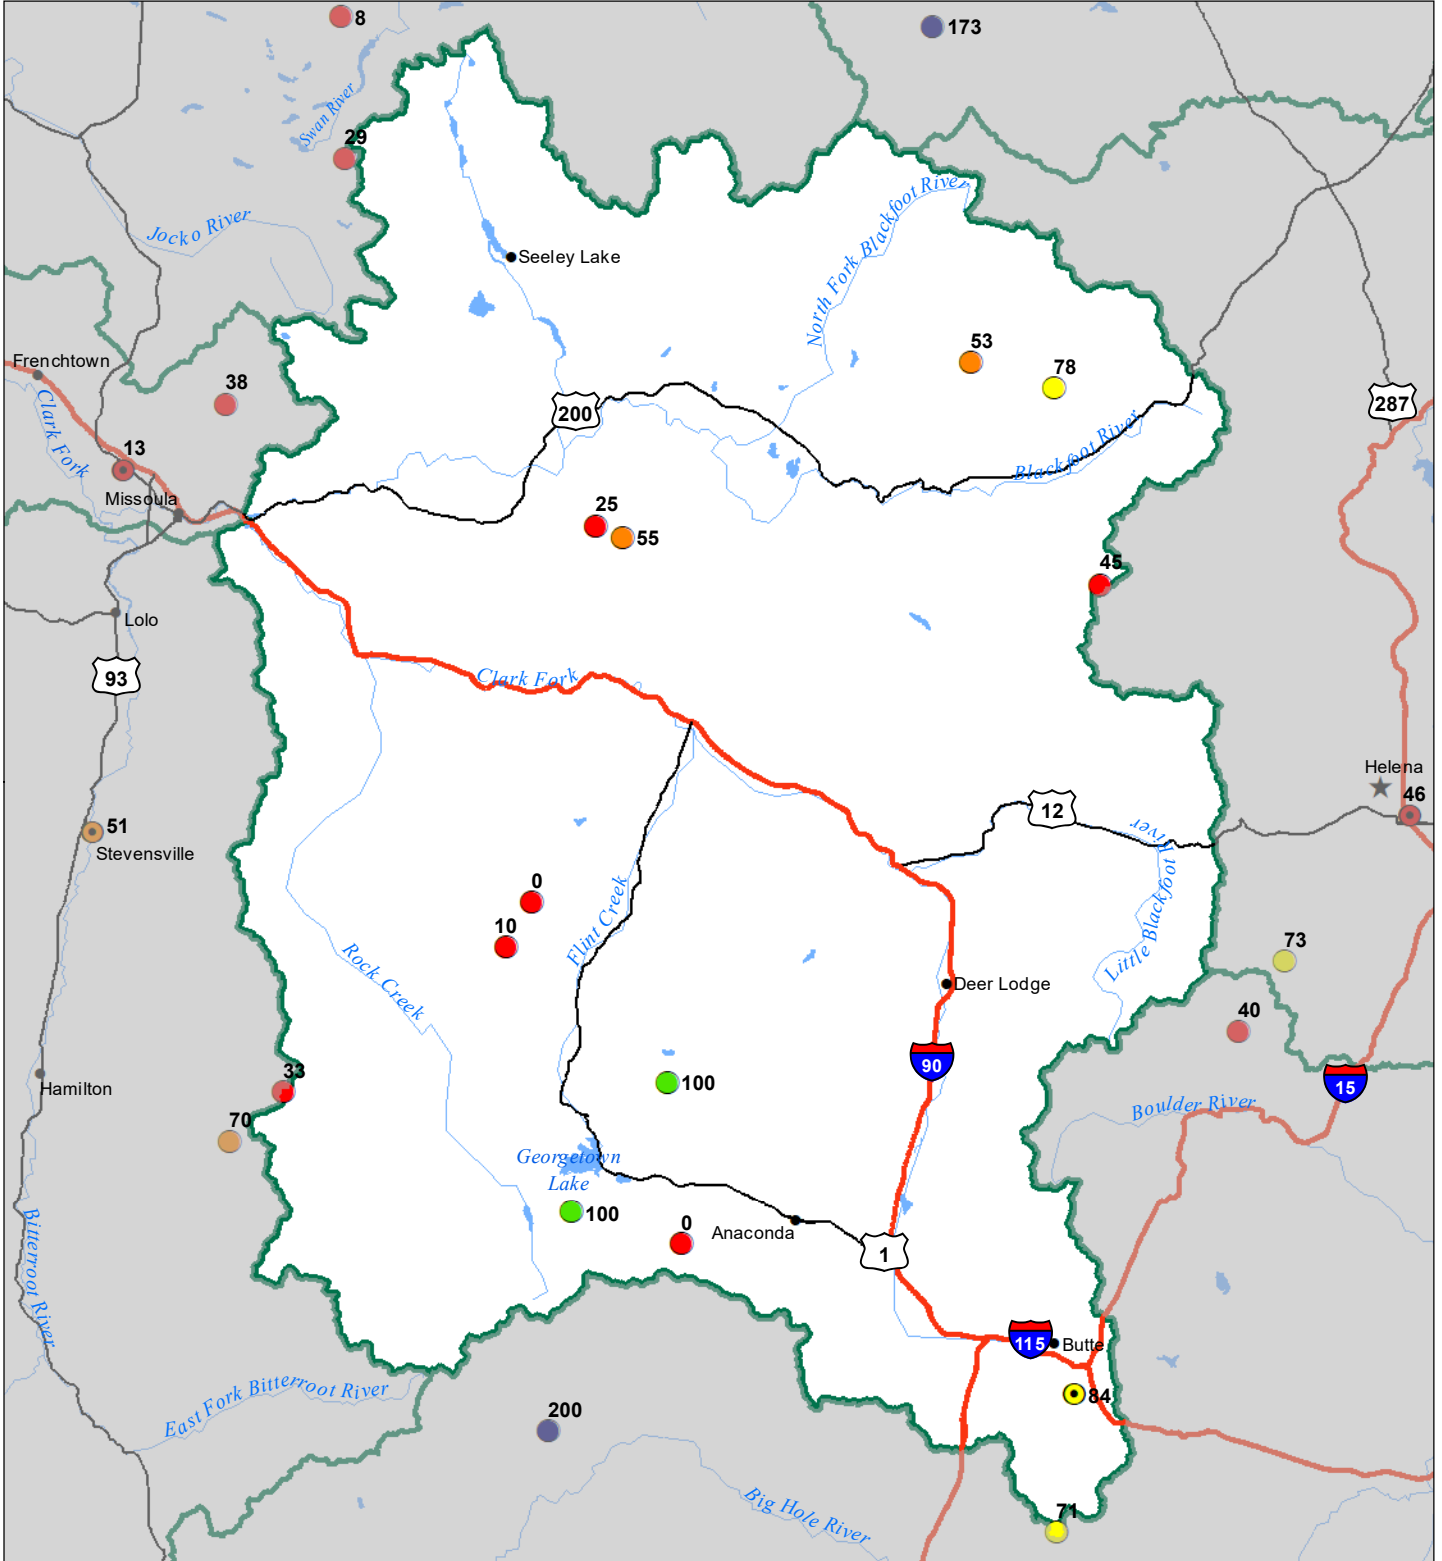 8
173
Swan River
29
Jocko River
North Fork Blackfoot River
Seeley Lake
Frenchtown
38
53
78
Clark Fork
200
287
13
Missoula
Blackfoot River
25
55
45
Lolo
93
Clark Fork
Helena
46
12
51
Stevensville
Little Blackfoot River
0
10
Flint Creek
Rock Creek
73
Deer Lodge
40
90
15
33
Hamilton
100
70
Boulder River
Georgetown
Lake
100
0
Anaconda
1
Bitterroot River
115
Butte
East Fork Bitterroot River
84
200
Big Hole River
71